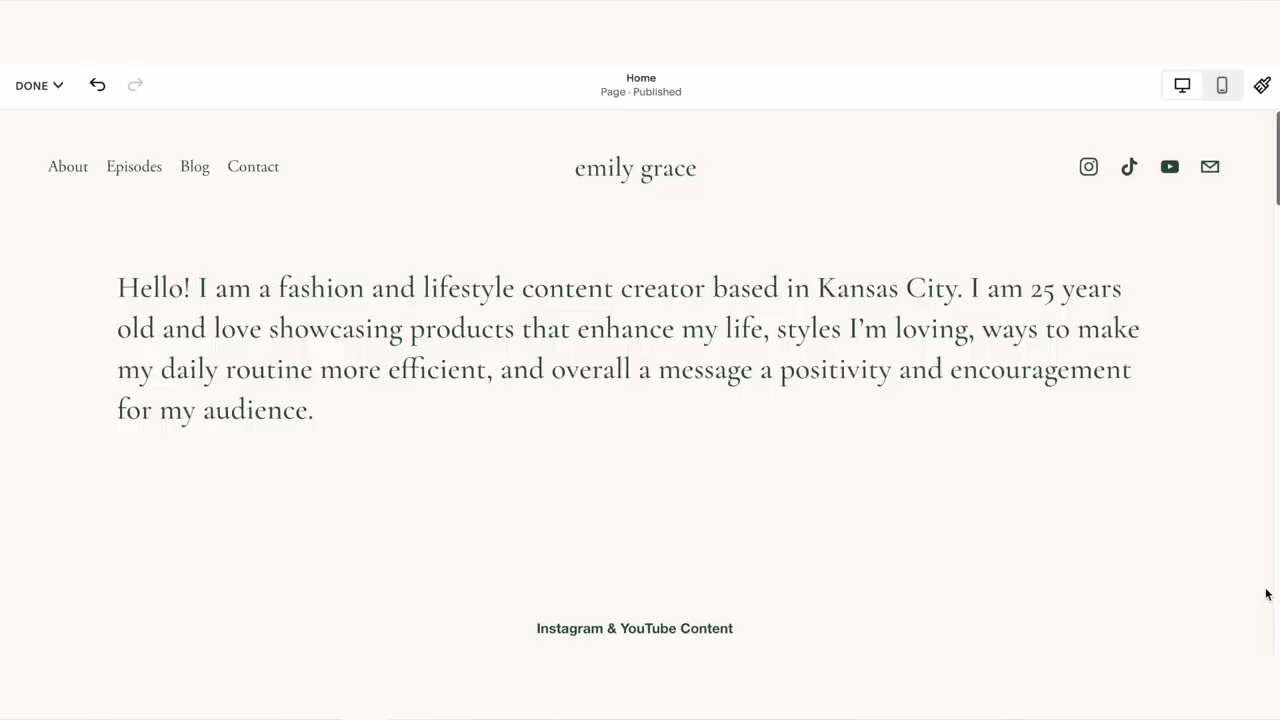 DONE
Home
Page · Published
About Episodes Blog Contact
emily grace
Hello! I am a fashion and lifestyle content creator based in Kansas City. I am 25 years
old and love showcasing products that enhance my life, styles I’m loving, ways to make
my daily routine more efficient, and overall a message a positivity and encouragement
for my audience.
Instagram & YouTube Content